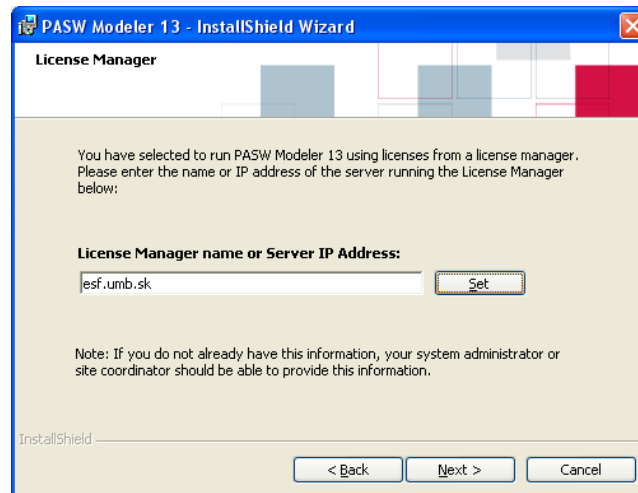 PASW Modeler 13 - InstallShield Wizard
License Manager
You have selected to run PASW Modeler 13 using licenses from a license manager.
Please enter the name or IP address of the server running the License Manager
below:
License Manager name or Server IP Address:
esf.umb.sk
Set
Note: If you do not already have this information, your system administrator or
site coordinator should be able to provide this information.
InstallShield
< Back
Next >
Cancel